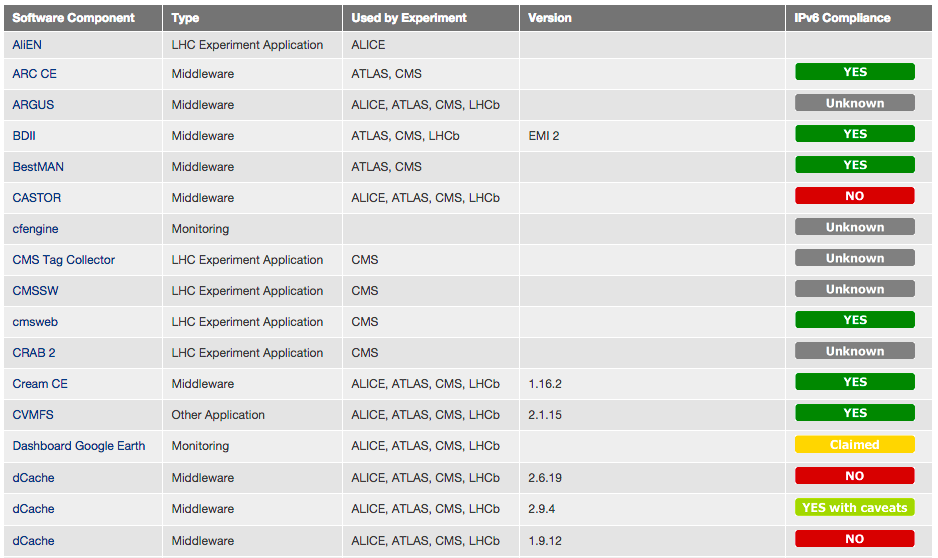 Software Component Type Used by Experiment Version IPv6 Compliance
AliEN LHC Experiment Application ALICE
ARC CE Middleware ATLAS, CMS YES
ARGUS Middleware ALICE, ATLAS, CMS, LHCb Unknown
BDII Middleware ATLAS, CMS, LHCb EMI 2 YES
BestMAN Middleware ATLAS, CMS YES
CASTOR Middleware ALICE, ATLAS, CMS, LHCb NO
cfengine Monitoring Unknown
CMS Tag Collector LHC Experiment Application CMS Unknown
CMSSW LHC Experiment Application CMS Unknown
cmsweb LHC Experiment Application CMS YES
CRAB 2 LHC Experiment Application CMS Unknown
Cream CE Middleware ALICE, ATLAS, CMS, LHCb 1.16.2 YES
CVMFS Other Application ALICE, ATLAS, CMS, LHCb 2.1.15 YES
Dashboard Google Earth Monitoring ALICE, ATLAS, CMS, LHCb Claimed
dCache Middleware ALICE, ATLAS, CMS, LHCb 2.6.19 NO
dCache Middleware ALICE, ATLAS, CMS, LHCb 2.9.4 YES with caveats
dCache Middleware ALICE, ATLAS, CMS, LHCb 1.9.12 NO